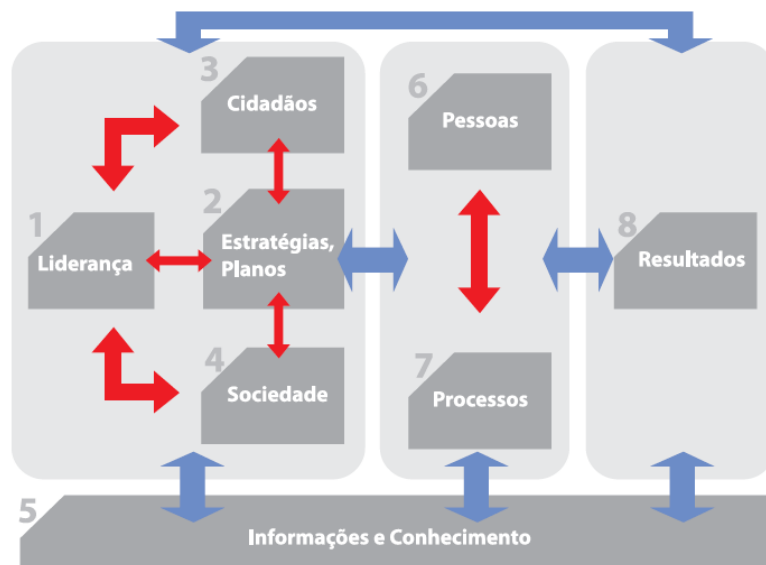 1
Liderança
2
Estratégias,
Planos
3
Cidadãos
4
Sociedade
5
Informações e Conhecimento
6
Pessoas
7
Processos
8
Resultados